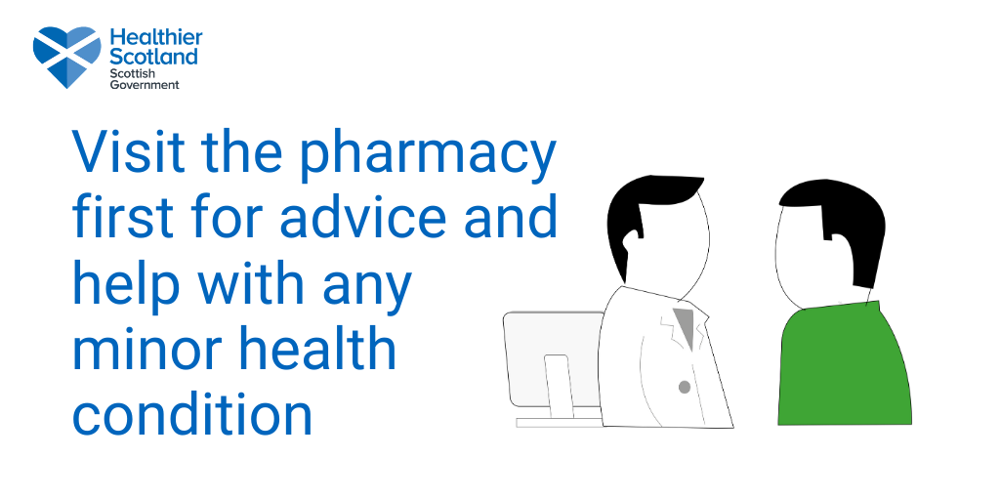 Healthier
Scotland
Scottish
Government
Visit the pharmacy
first for advice and
help with any
minor health
condition